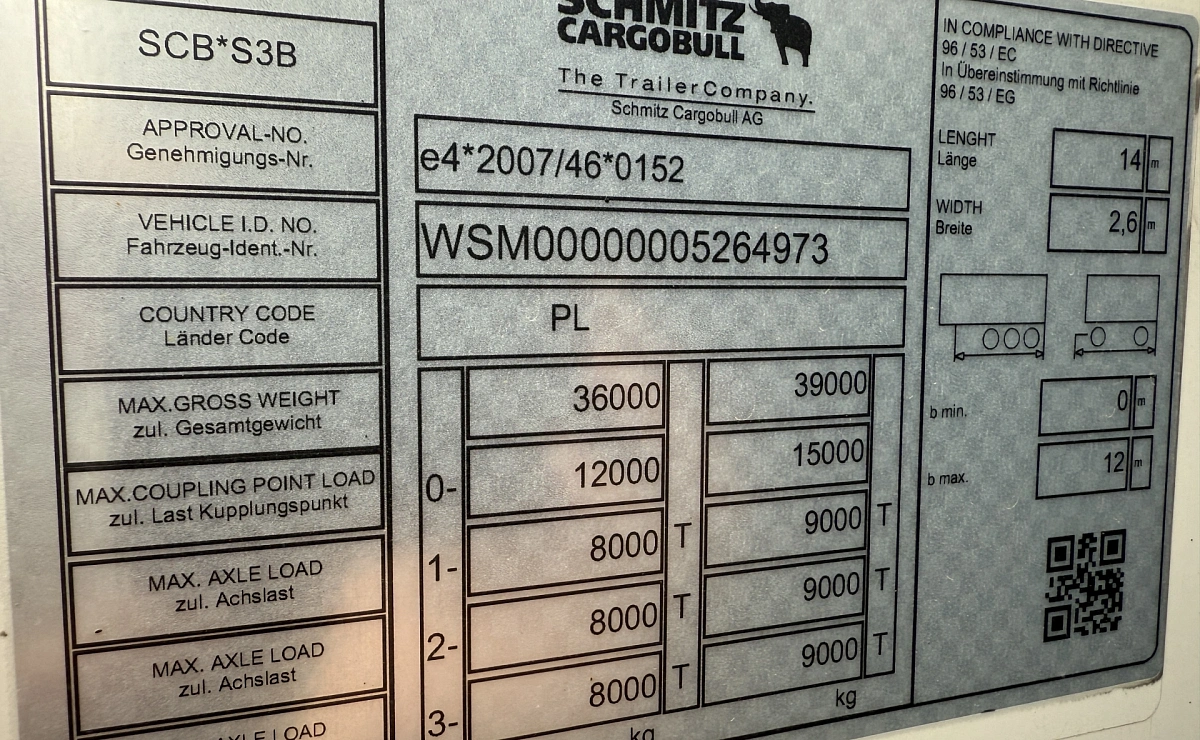 SCB*S3B
SCHMITZ
CARGOBULL
The TrailerCompany.
Schmitz Cargobull AG
APPROVAL-NO.
Genehmigungs-Nr.
e4*2007/46*0152
VEHICLE I.D. NO.
Fahrzeug-Ident.-Nr.
WSM00000005264973
COUNTRY CODE
Länder Code
PL
MAX.GROSS WEIGHT
zul. Gesamtgewicht
36000 39000
MAX.COUPLING POINT LOAD
zul. Last Kupplungspunkt
0- 12000 15000
MAX. AXLE LOAD
zul. Achslast
1- 8000 T 9000 T
MAX. AXLE LOAD
zul. Achslast
2- 8000 T 9000 T
AXLE LOAD
3- 8000 T 9000 T
kg kg
IN COMPLIANCE WITH DIRECTIVE
96 / 53 / EC
In Übereinstimmung mit Richtlinie
96 / 53 / EG
LENGHT
Länge
14 m
WIDTH
Breite
2,6 m
b min. 0 m
b max. 12 m